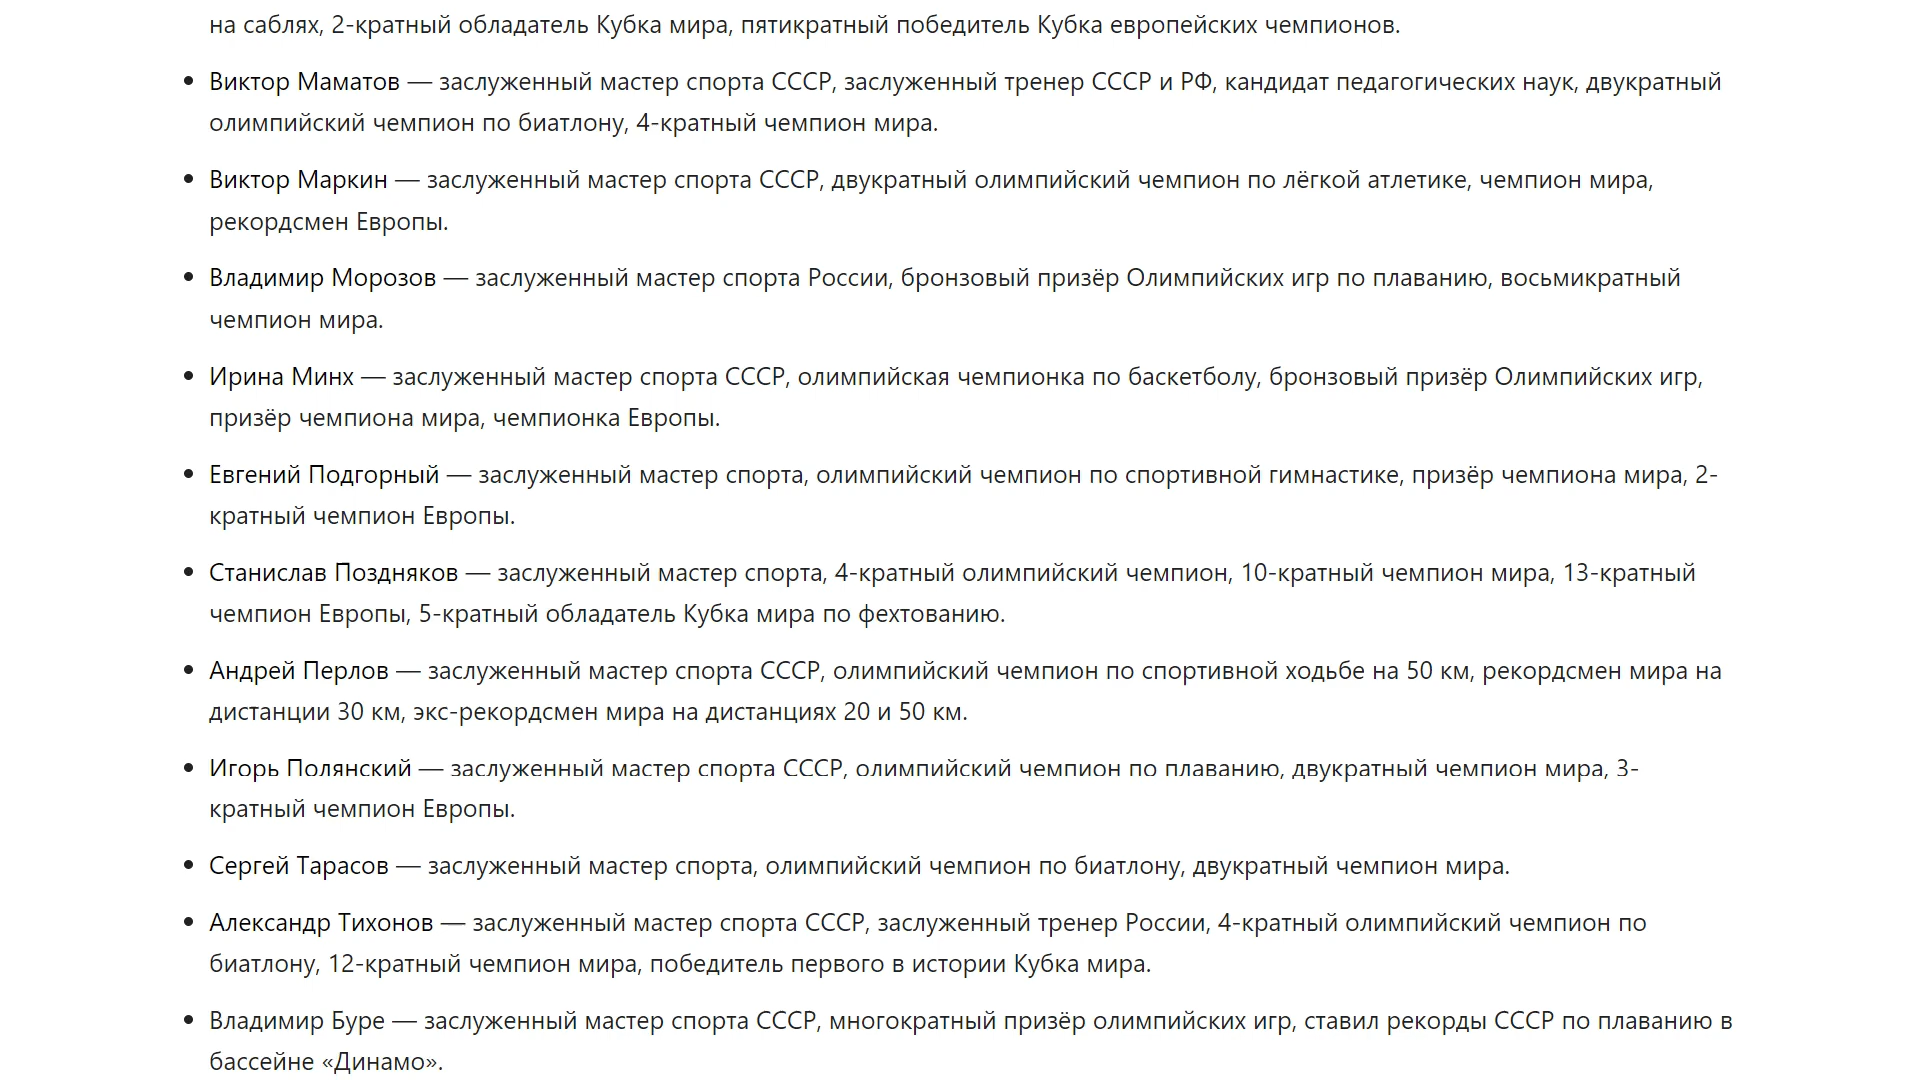 на саблях, 2-кратный обладатель Кубка мира, пятикратный победитель Кубка европейских чемпионов.
Виктор Маматов — заслуженный мастер спорта СССР, заслуженный тренер СССР и РФ, кандидат педагогических наук, двукратный
олимпийский чемпион по биатлону, 4-кратный чемпион мира.
Виктор Маркин — заслуженный мастер спорта СССР, двукратный олимпийский чемпион по лёгкой атлетике, чемпион мира,
рекордсмен Европы.
Владимир Морозов — заслуженный мастер спорта России, бронзовый призёр Олимпийских игр по плаванию, восьмикратный
чемпион мира.
Ирина Минх — заслуженный мастер спорта СССР, олимпийская чемпионка по баскетболу, бронзовый призёр Олимпийских игр,
призёр чемпиона мира, чемпионка Европы.
Евгений Подгорный — заслуженный мастер спорта, олимпийский чемпион по спортивной гимнастике, призёр чемпиона мира, 2-
кратный чемпион Европы.
Станислав Поздняков — заслуженный мастер спорта, 4-кратный олимпийский чемпион, 10-кратный чемпион мира, 13-кратный
чемпион Европы, 5-кратный обладатель Кубка мира по фехтованию.
Андрей Перлов — заслуженный мастер спорта СССР, олимпийский чемпион по спортивной ходьбе на 50 км, рекордсмен мира на
дистанции 30 км, экс-рекордсмен мира на дистанциях 20 и 50 км.
Игорь Полянский — заслуженный мастер спорта СССР, олимпийский чемпион по плаванию, двукратный чемпион мира, 3-
кратный чемпион Европы.
Сергей Тарасов — заслуженный мастер спорта, олимпийский чемпион по биатлону, двукратный чемпион мира.
Александр Тихонов — заслуженный мастер спорта СССР, заслуженный тренер России, 4-кратный олимпийский чемпион по
биатлону, 12-кратный чемпион мира, победитель первого в истории Кубка мира.
Владимир Буре — заслуженный мастер спорта СССР, многократный призёр олимпийских игр, ставил рекорды СССР по плаванию в
бассейне «Динамо».